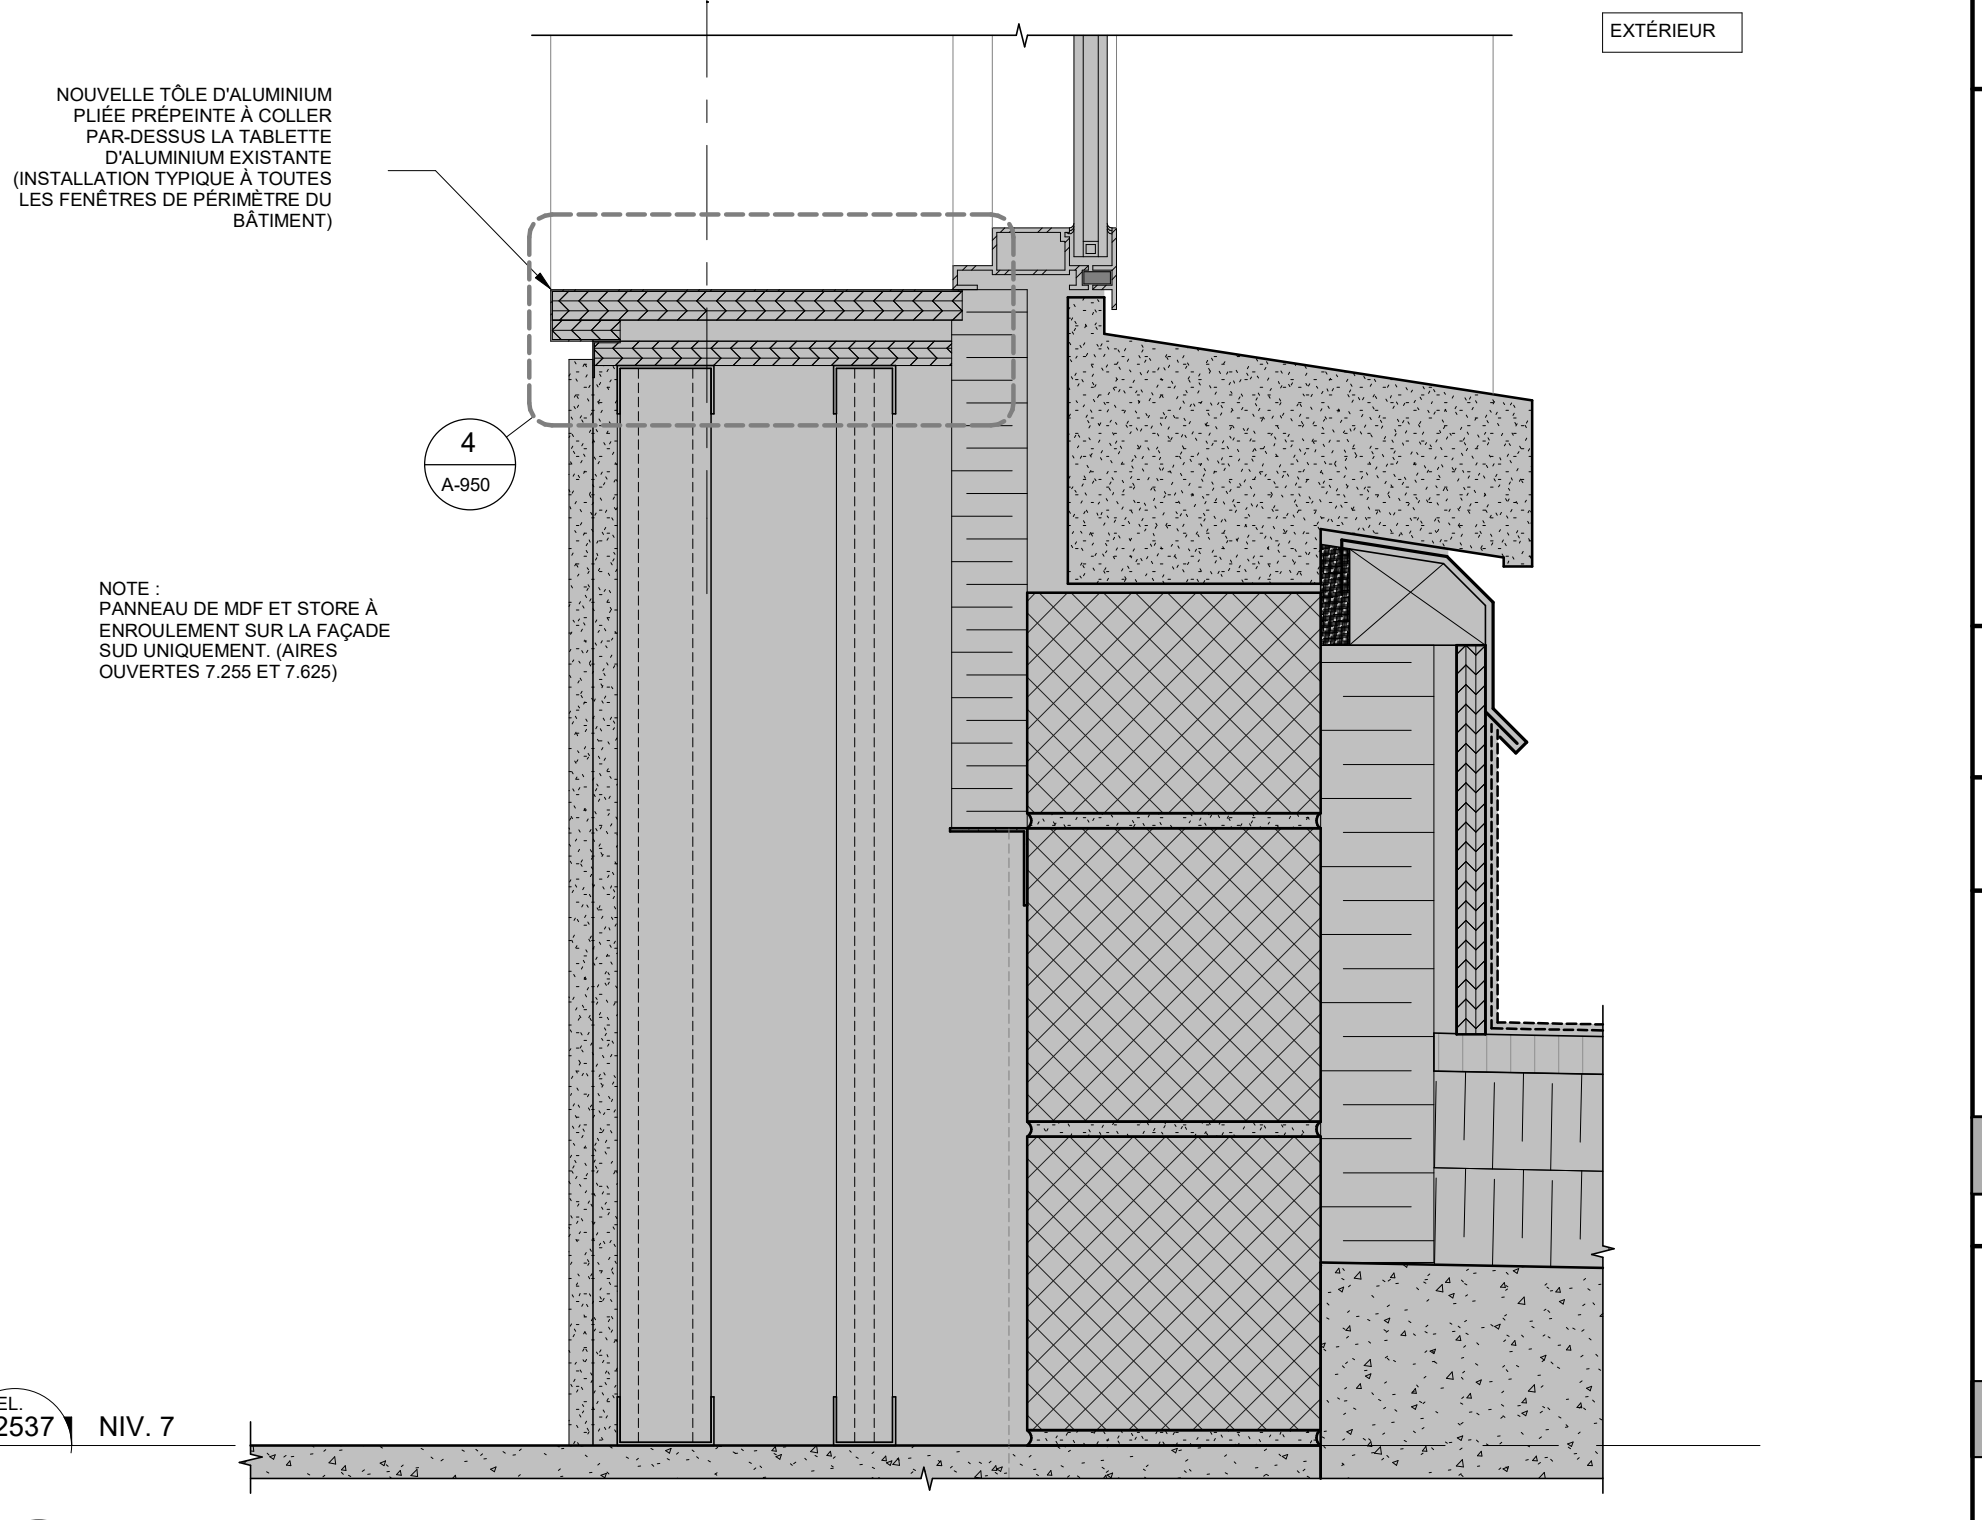 EXTÉRIEUR
NOUVELLE TÔLE D'ALUMINIUM
PLIÉE PRÉPEINTE À COLLER
PAR-DESSUS LA TABLETTE
D'ALUMINIUM EXISTANTE
(INSTALLATION TYPIQUE À TOUTES
LES FENÊTRES DE PÉRIMÈTRE DU
BÂTIMENT)
4
A-950
NOTE :
PANNEAU DE MDF ET STORE À
ENROULEMENT SUR LA FAÇADE
SUD UNIQUEMENT. (AIRES
OUVERTES 7.255 ET 7.625)
EL.
2537 NIV. 7